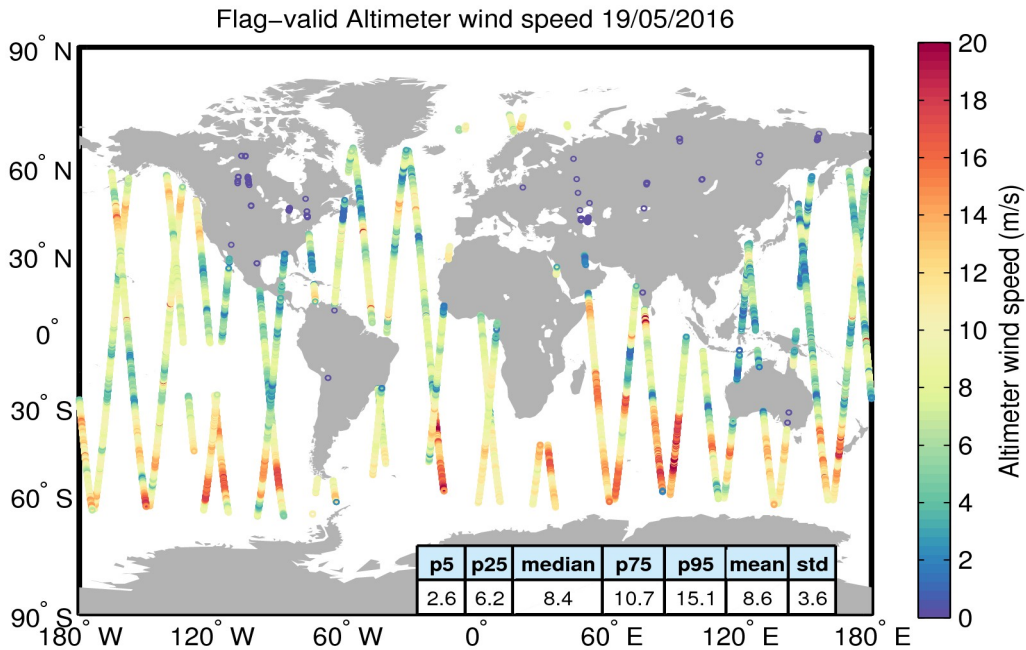 Flag−valid Altimeter wind speed 19/05/2016
90° N
60° N
30° N
0°
30° S
60° S
90° S
180° W
120° W
60° W
0°
60° E
120° E
180° E
p5 p25 median p75 p95 mean std
2.6 6.2 8.4 10.7 15.1 8.6 3.6
20
18
16
14
12
10
8
6
4
2
0
Altimeter wind speed (m/s)